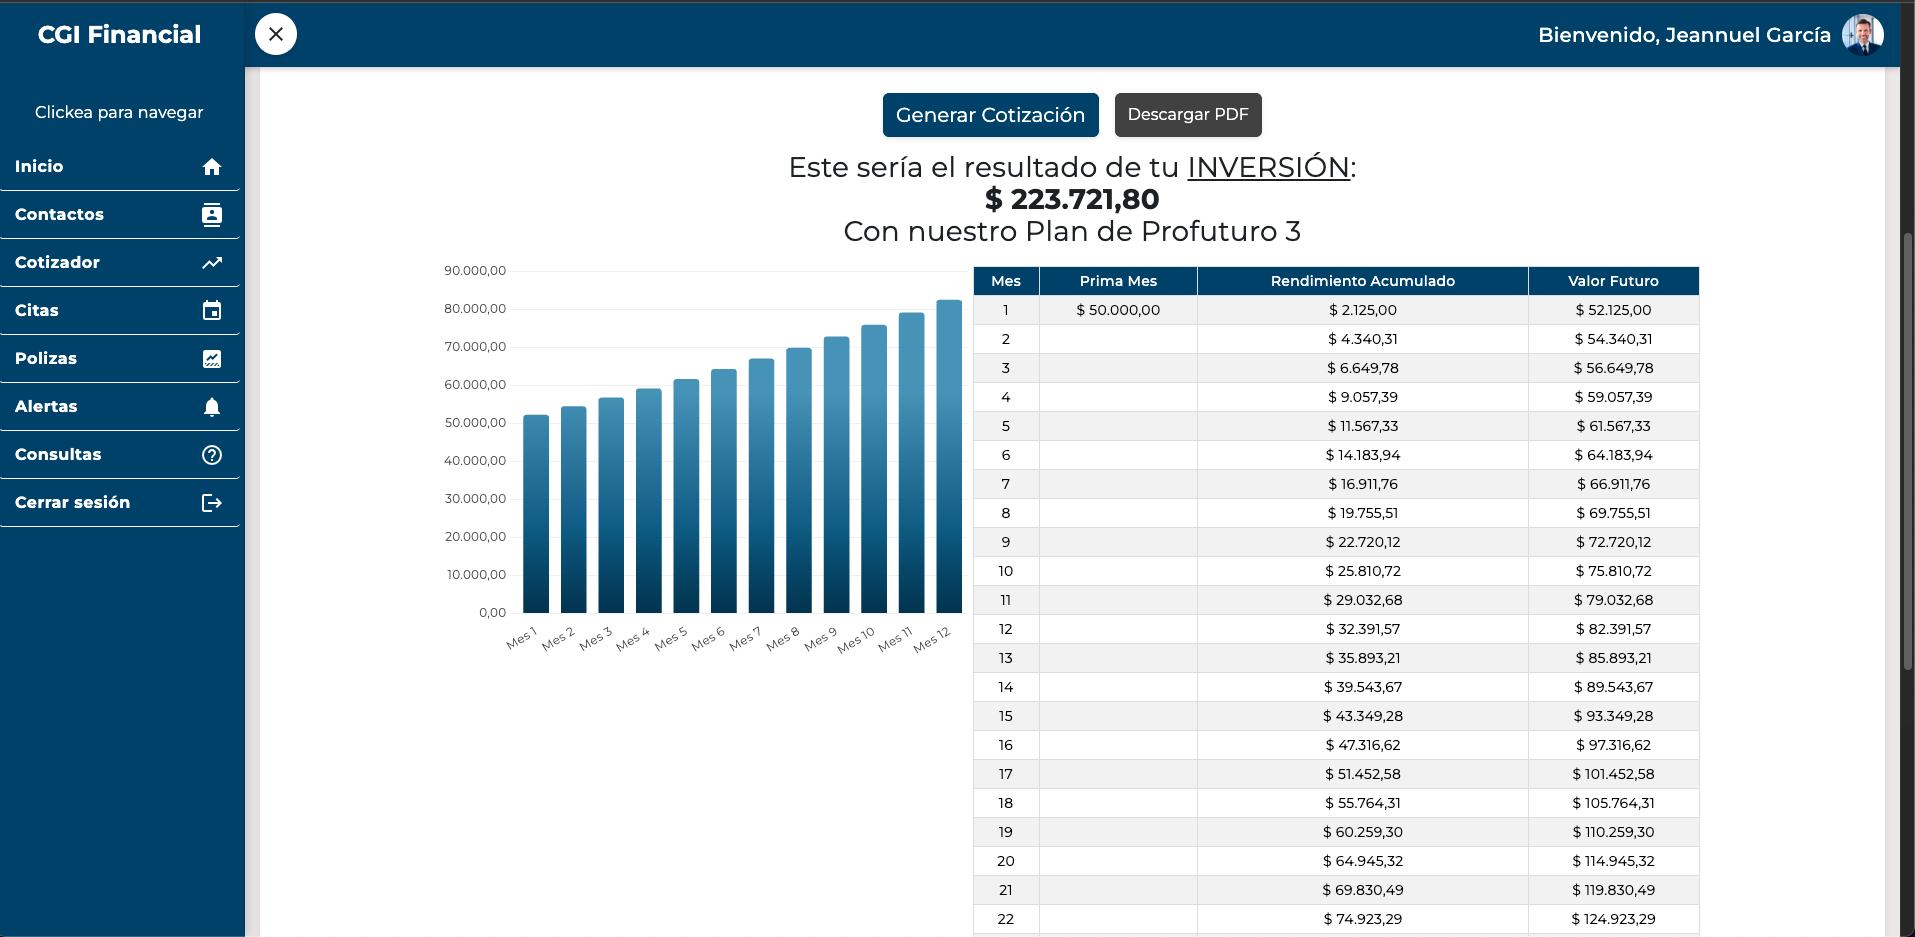 CGI Financial
Bienvenido, Jeannuel García
Clickea para navegar
Inicio
Contactos
Cotizador
Citas
Polizas
Alertas
Consultas
Cerrar sesión
Generar Cotización
Descargar PDF
Este sería el resultado de tu INVERSIÓN:
$ 223.721,80
Con nuestro Plan de Profuturo 3
90.000,00
80.000,00
70.000,00
60.000,00
50.000,00
40.000,00
30.000,00
20.000,00
10.000,00
0,00
Mes 1 Mes 2 Mes 3 Mes 4 Mes 5 Mes 6 Mes 7 Mes 8 Mes 9 Mes 10 Mes 11 Mes 12
Mes Prima Mes Rendimiento Acumulado Valor Futuro
1 $ 50.000,00 $ 2.125,00 $ 52.125,00
2 $ 4.340,31 $ 54.340,31
3 $ 6.649,78 $ 56.649,78
4 $ 9.057,39 $ 59.057,39
5 $ 11.567,33 $ 61.567,33
6 $ 14.183,94 $ 64.183,94
7 $ 16.911,76 $ 66.911,76
8 $ 19.755,51 $ 69.755,51
9 $ 22.720,12 $ 72.720,12
10 $ 25.810,72 $ 75.810,72
11 $ 29.032,68 $ 79.032,68
12 $ 32.391,57 $ 82.391,57
13 $ 35.893,21 $ 85.893,21
14 $ 39.543,67 $ 89.543,67
15 $ 43.349,28 $ 93.349,28
16 $ 47.316,62 $ 97.316,62
17 $ 51.452,58 $ 101.452,58
18 $ 55.764,31 $ 105.764,31
19 $ 60.259,30 $ 110.259,30
20 $ 64.945,32 $ 114.945,32
21 $ 69.830,49 $ 119.830,49
22 $ 74.923,29 $ 124.923,29